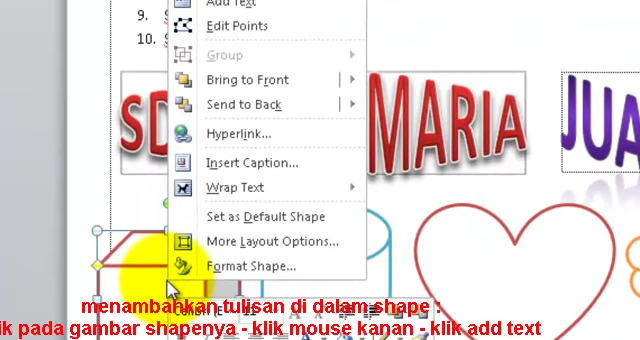 Add Text
9.
Edit Points
10. S
Group
Bring to Front
Send to Back
SD MARIA JUA
Hyperlink...
Insert Caption...
Wrap Text
Set as Default Shape
More Layout Options...
Format Shape...
menambahkan tulisan di dalam shape :
ik pada gambar shapenya - klik mouse kanan - klik add text